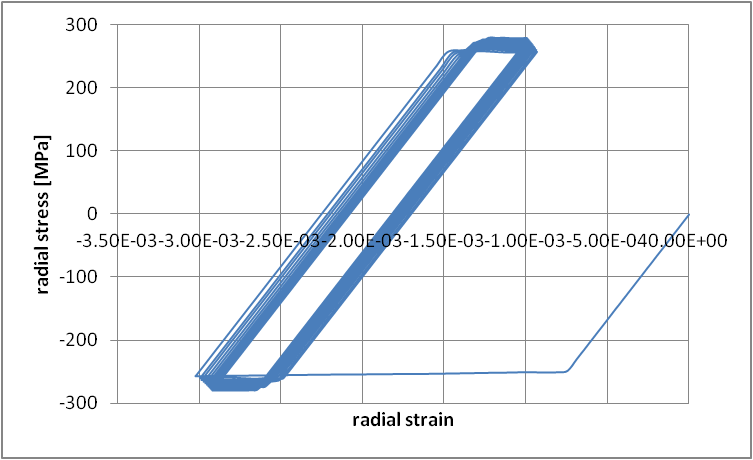 300
200
100
0
-3.50E-03-3.00E-03-2.50E-03-2.00E-03-1.50E-03-1.00E-03-5.00E-040.00E+00
-100
-200
-300
radial stress [MPa]
radial strain